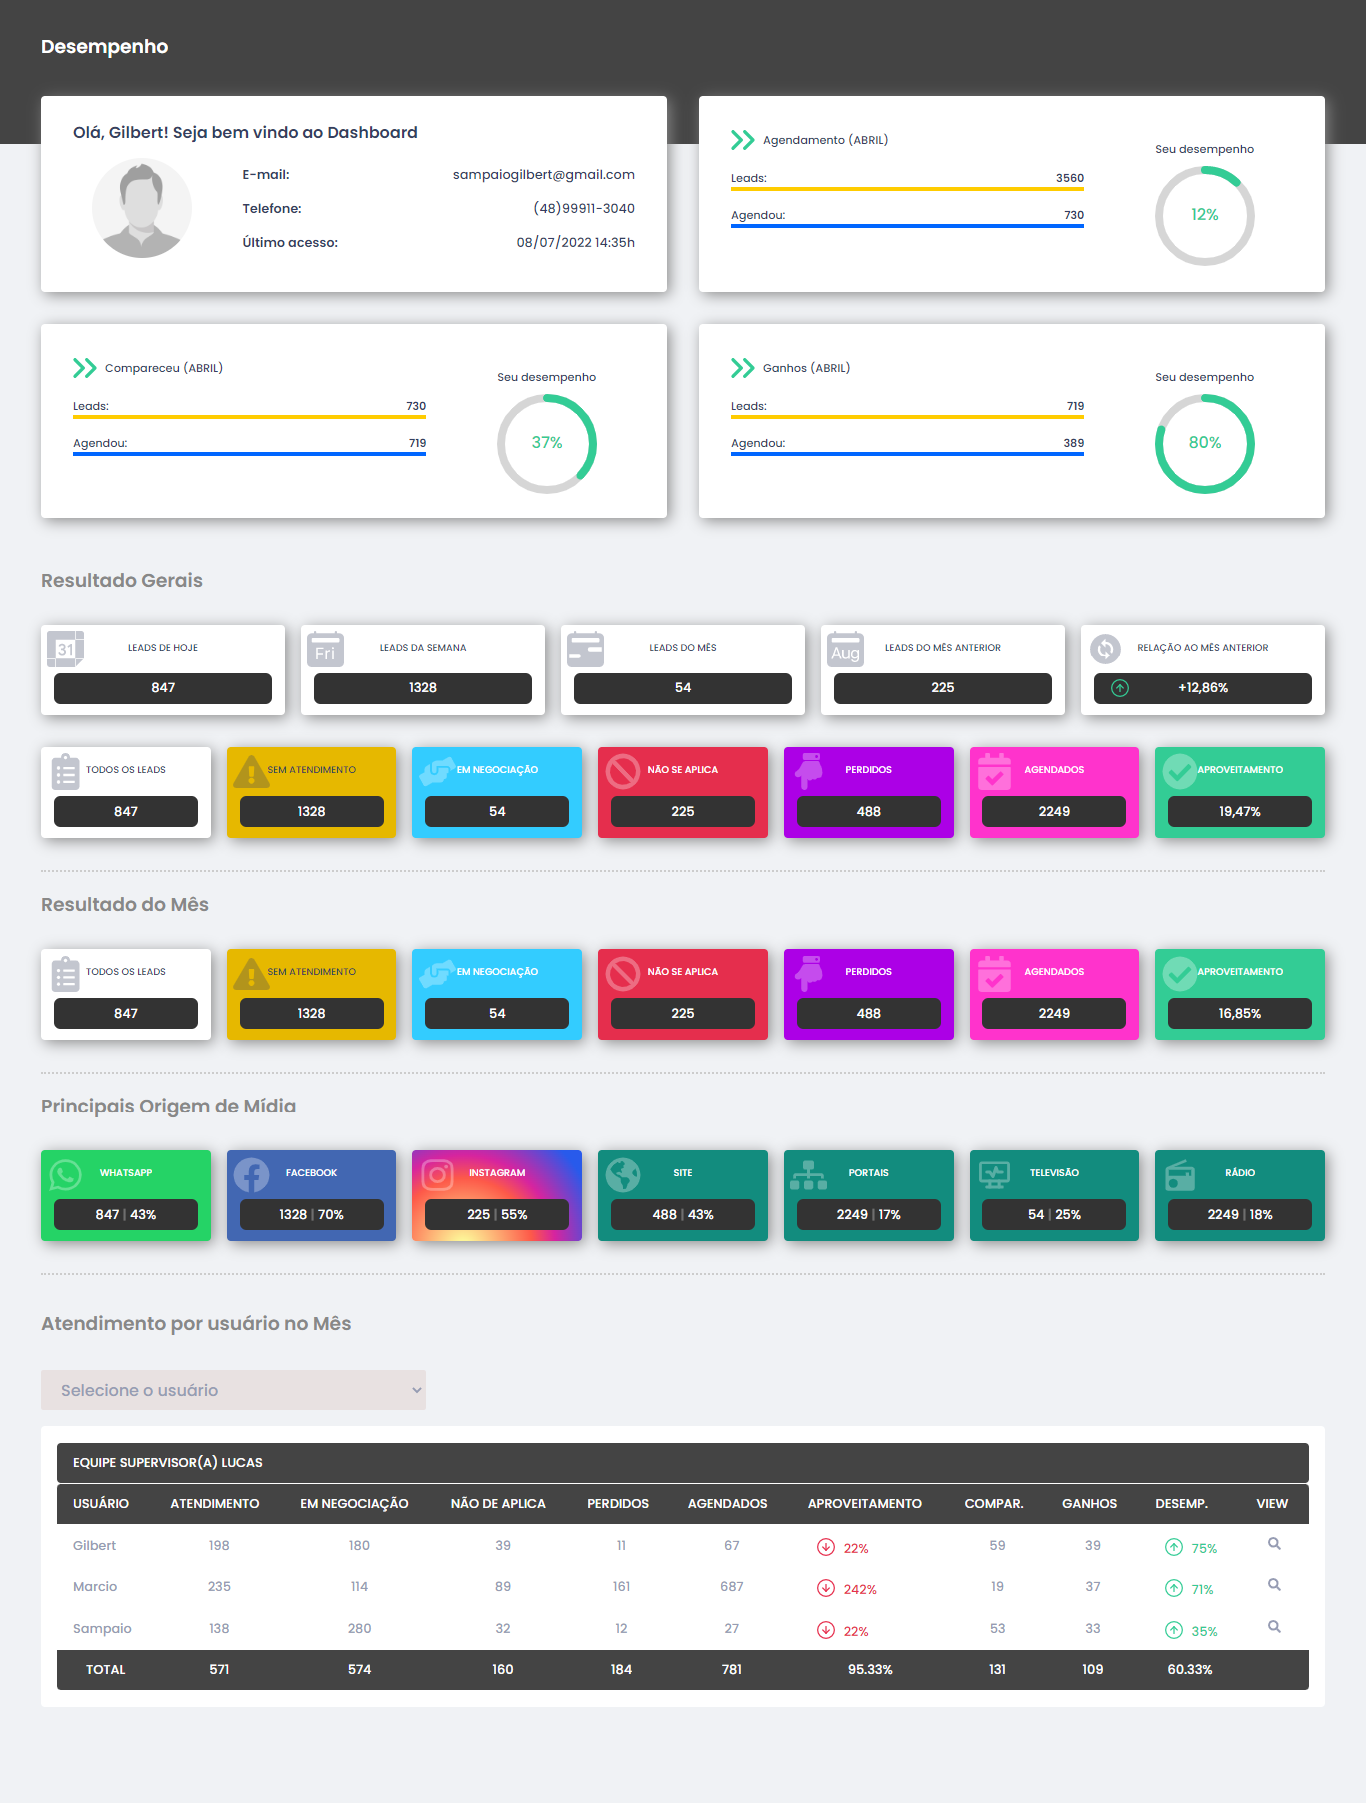 Desempenho
Olá, Gilbert! Seja bem vindo ao Dashboard
E-mail: sampaiogilbert@gmail.com
Telefone: (48)99911-3040
Último acesso: 08/07/2022 14:35h
Agendamento (ABRIL)
Leads: 3560
Agendou: 730
Seu desempenho
12%
Compareceu (ABRIL)
Leads: 730
Agendou: 719
Seu desempenho
37%
Ganhos (ABRIL)
Leads: 719
Agendou: 389
Seu desempenho
80%
Resultado Gerais
31 LEADS DE HOJE
847
Fri LEADS DA SEMANA
1328
LEADS DO MÊS
54
Aug LEADS DO MÊS ANTERIOR
225
RELAÇÃO AO MÊS ANTERIOR
+12,86%
TODOS OS LEADS
847
SEM ATENDIMENTO
1328
EM NEGOCIAÇÃO
54
NÃO SE APLICA
225
PERDIDOS
488
AGENDADOS
2249
APROVEITAMENTO
19,47%
Resultado do Mês
TODOS OS LEADS
847
SEM ATENDIMENTO
1328
EM NEGOCIAÇÃO
54
NÃO SE APLICA
225
PERDIDOS
488
AGENDADOS
2249
APROVEITAMENTO
16,85%
Principais Origem de Mídia
WHATSAPP
847 | 43%
FACEBOOK
1328 | 70%
INSTAGRAM
225 | 55%
SITE
488 | 43%
PORTAIS
2249 | 17%
TELEVISÃO
54 | 25%
RÁDIO
2249 | 18%
Atendimento por usuário no Mês
Selecione o usuário
EQUIPE SUPERVISOR(A) LUCAS
USUÁRIO ATENDIMENTO EM NEGOCIAÇÃO NÃO DE APLICA PERDIDOS AGENDADOS APROVEITAMENTO COMPAR. GANHOS DESEMP. VIEW
Gilbert 198 180 39 11 67 22% 59 39 75%
Marcio 235 114 89 161 687 242% 19 37 71%
Sampaio 138 280 32 12 27 22% 53 33 35%
TOTAL 571 574 160 184 781 95.33% 131 109 60.33%